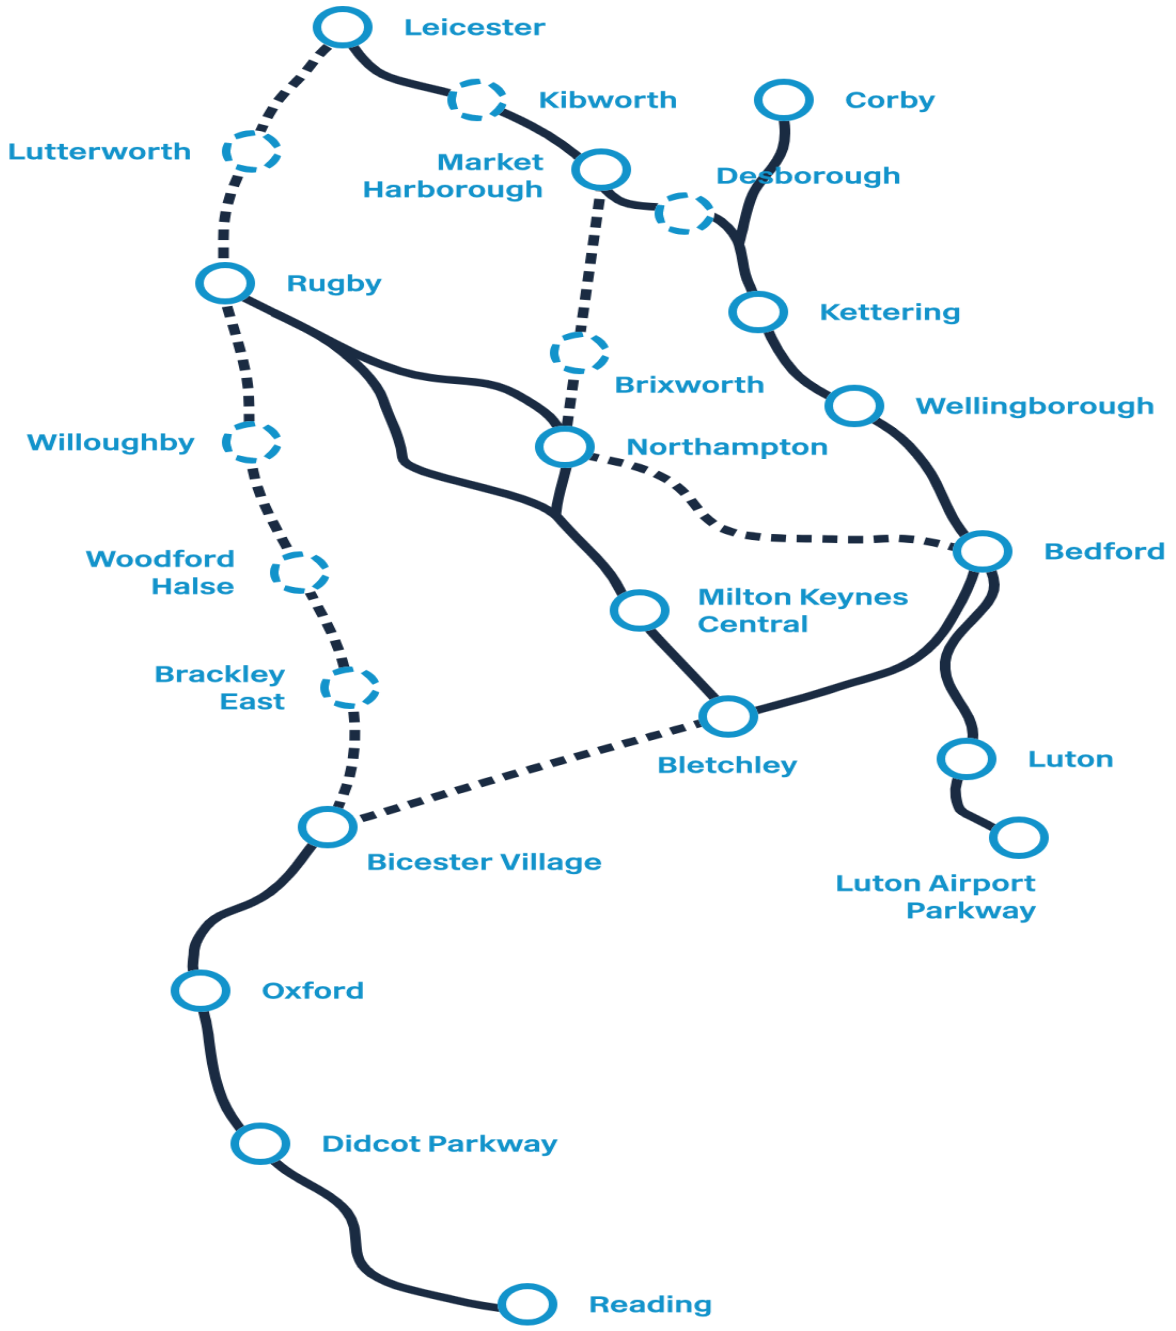 Leicester
Kibworth
Corby
Lutterworth
Market
Harborough
Desborough
Rugby
Kettering
Brixworth
Wellingborough
Willoughby
Northampton
Woodford
Halse
Bedford
Milton Keynes
Central
Brackley
East
Bletchley
Luton
Bicester Village
Luton Airport
Parkway
Oxford
Didcot Parkway
Reading